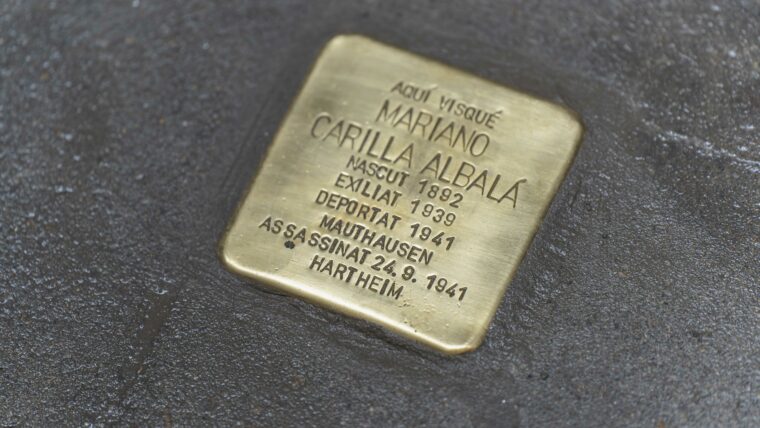 AQUÍ VISQUÉ
MARIANO
CARILLA ALBALÁ
NASCUT 1892
EXILIAT 1939
DEPORTAT 1941
MAUTHAUSEN
ASSASSINAT 24.9.1941
HARTHEIM